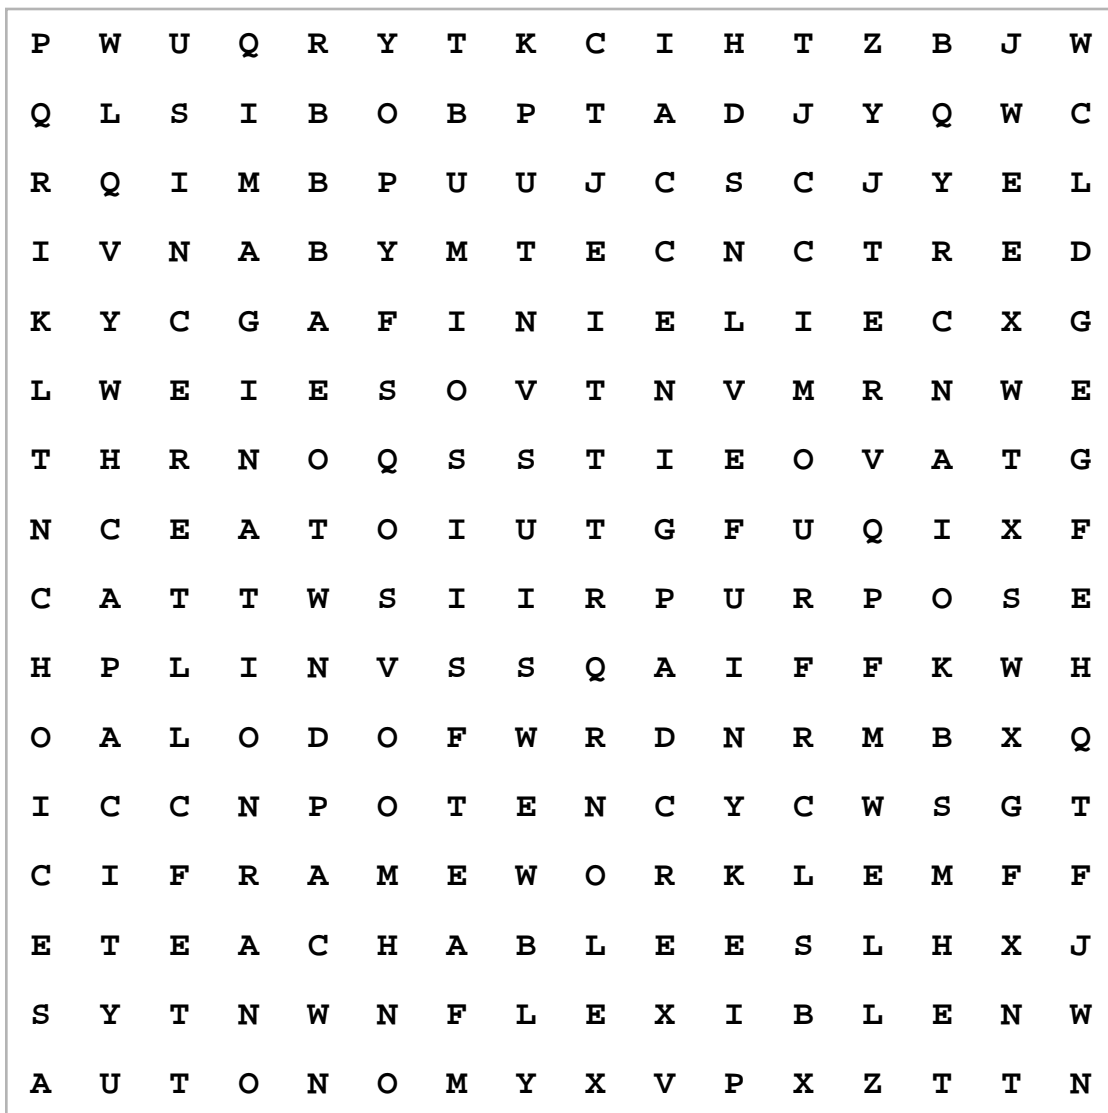 P W U Q R Y T K C I H T Z B J W
Q L S I B O B P T A D J Y Q W C
R Q I M B P U U J C S C J Y E L
I V N A B Y M T E C N C T R E D
K Y C G A F I N I E L I E C X G
L W E I E S O V T N V M R N W E
T H R N O Q S S T I E O V A T G
N C E A T O I U T G F U Q I X F
C A T T W S I I R P U R P O S E
H P L I N V S S Q A I F F K W H
O A L O D O F W R D N R M B X Q
I C C N P O T E N C Y C W S G T
C I F R A M E W O R K L E M F F
E T E A C H A B L E E S L H X J
S Y T N W N F L E X I B L E N W
A U T O N O M Y X V P X Z T T N